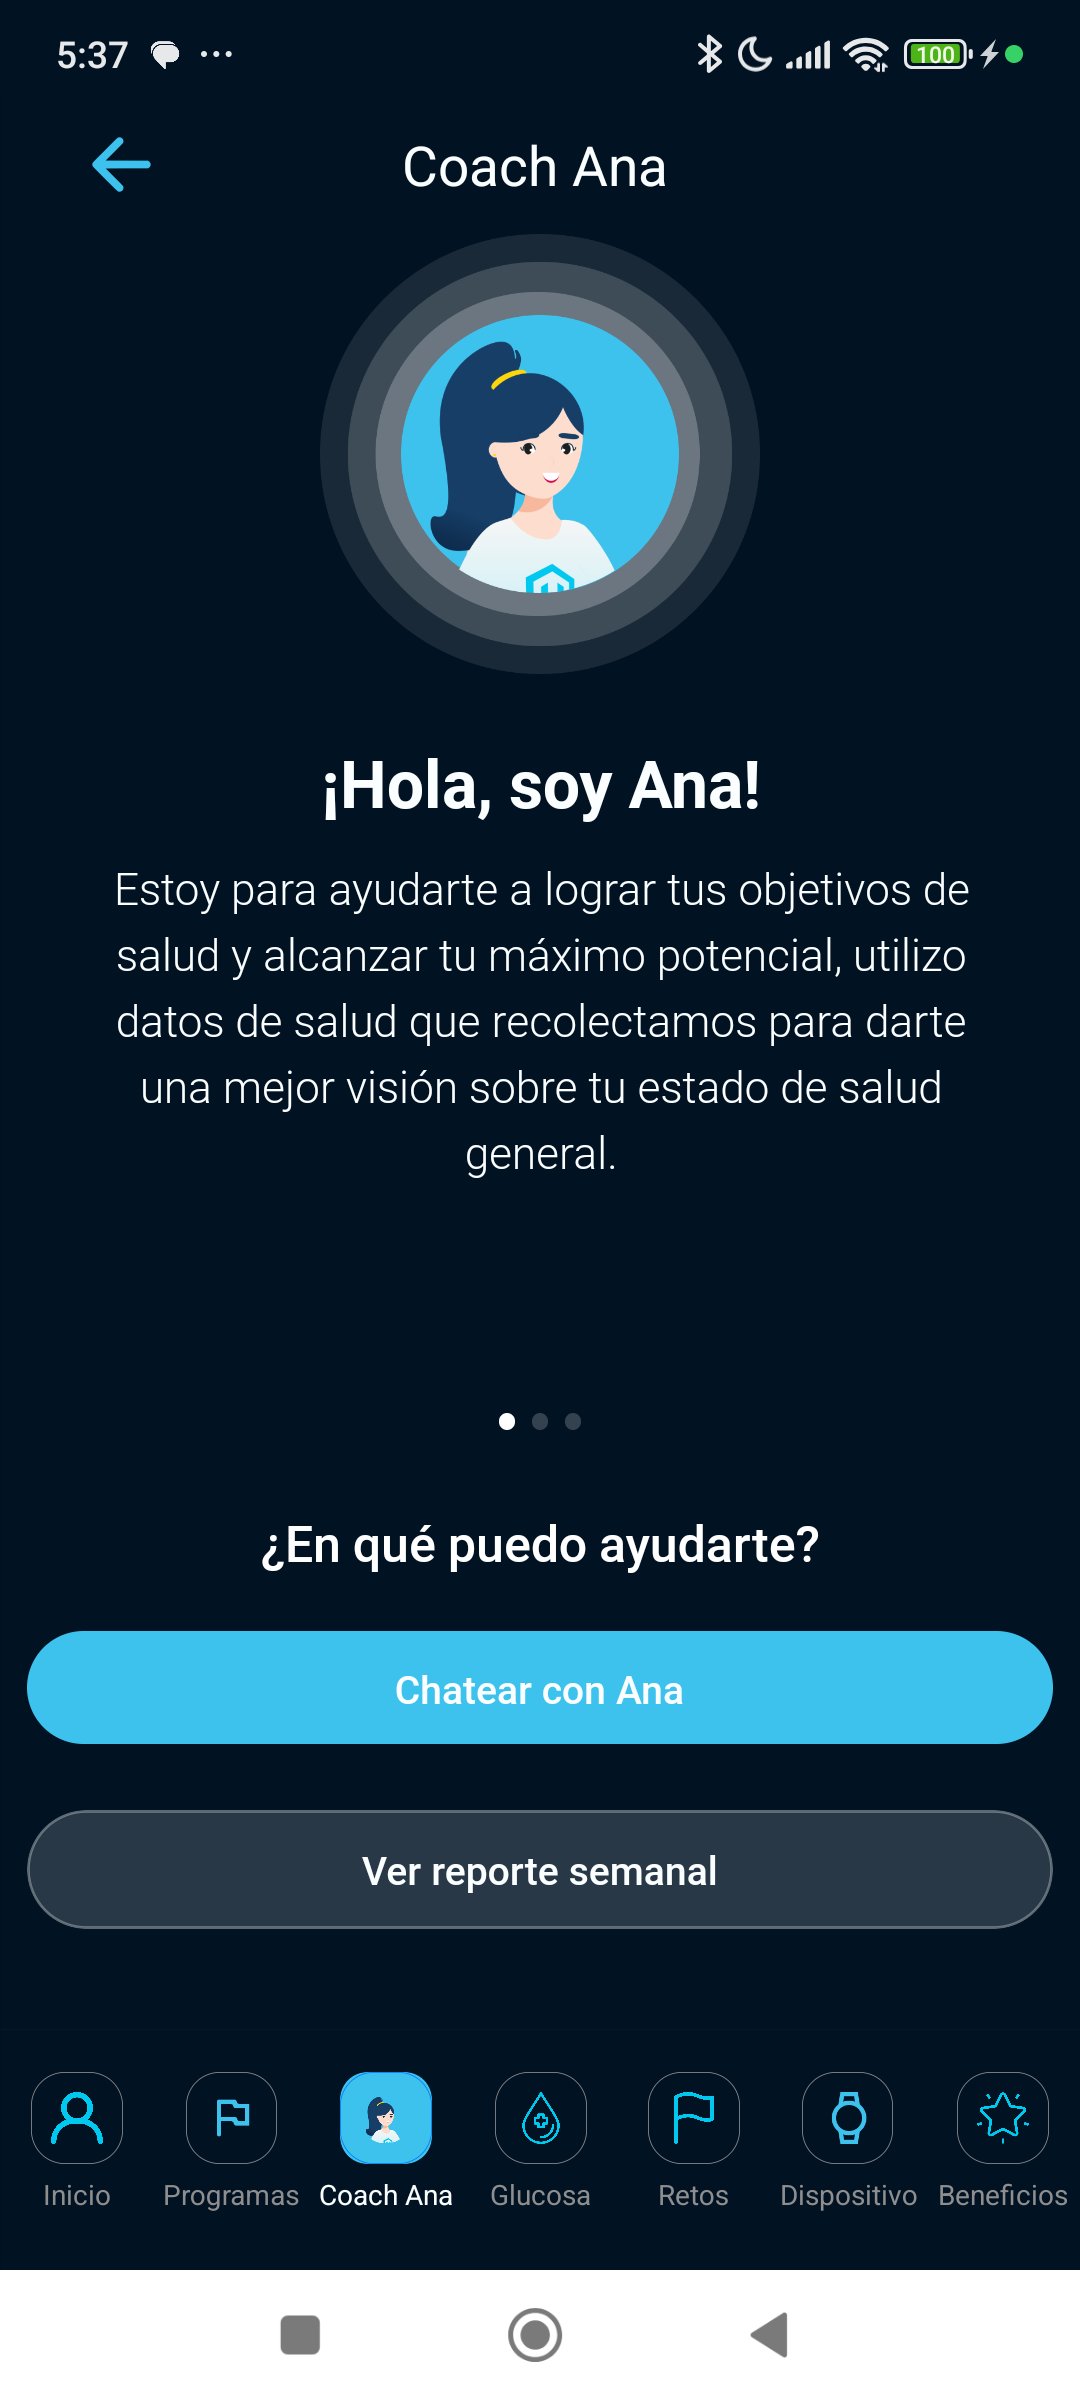 5:37
100
Coach Ana
¡Hola, soy Ana!
Estoy para ayudarte a lograr tus objetivos de
salud y alcanzar tu máximo potencial, utilizo
datos de salud que recolectamos para darte
una mejor visión sobre tu estado de salud
general.
¿En qué puedo ayudarte?
Chatear con Ana
Ver reporte semanal
Inicio Programas Coach Ana Glucosa Retos Dispositivo Beneficios